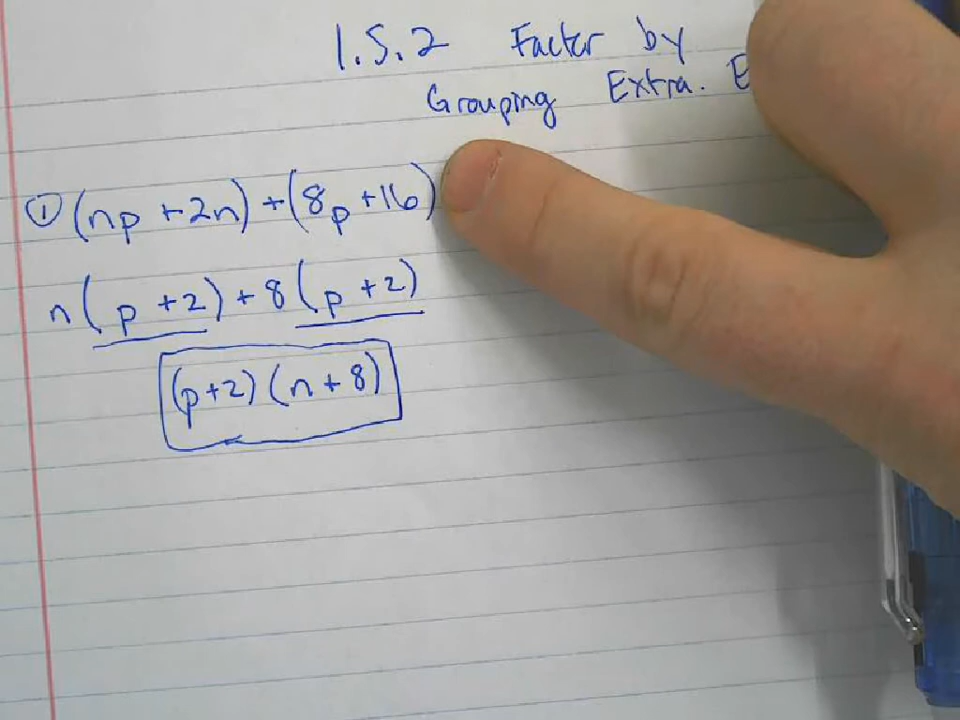 1.5.2 Factor by
Grouping Extra. E
① (np + 2n) + (8p + 16)
n(p + 2) + 8(p + 2)
(p+2)(n + 8)